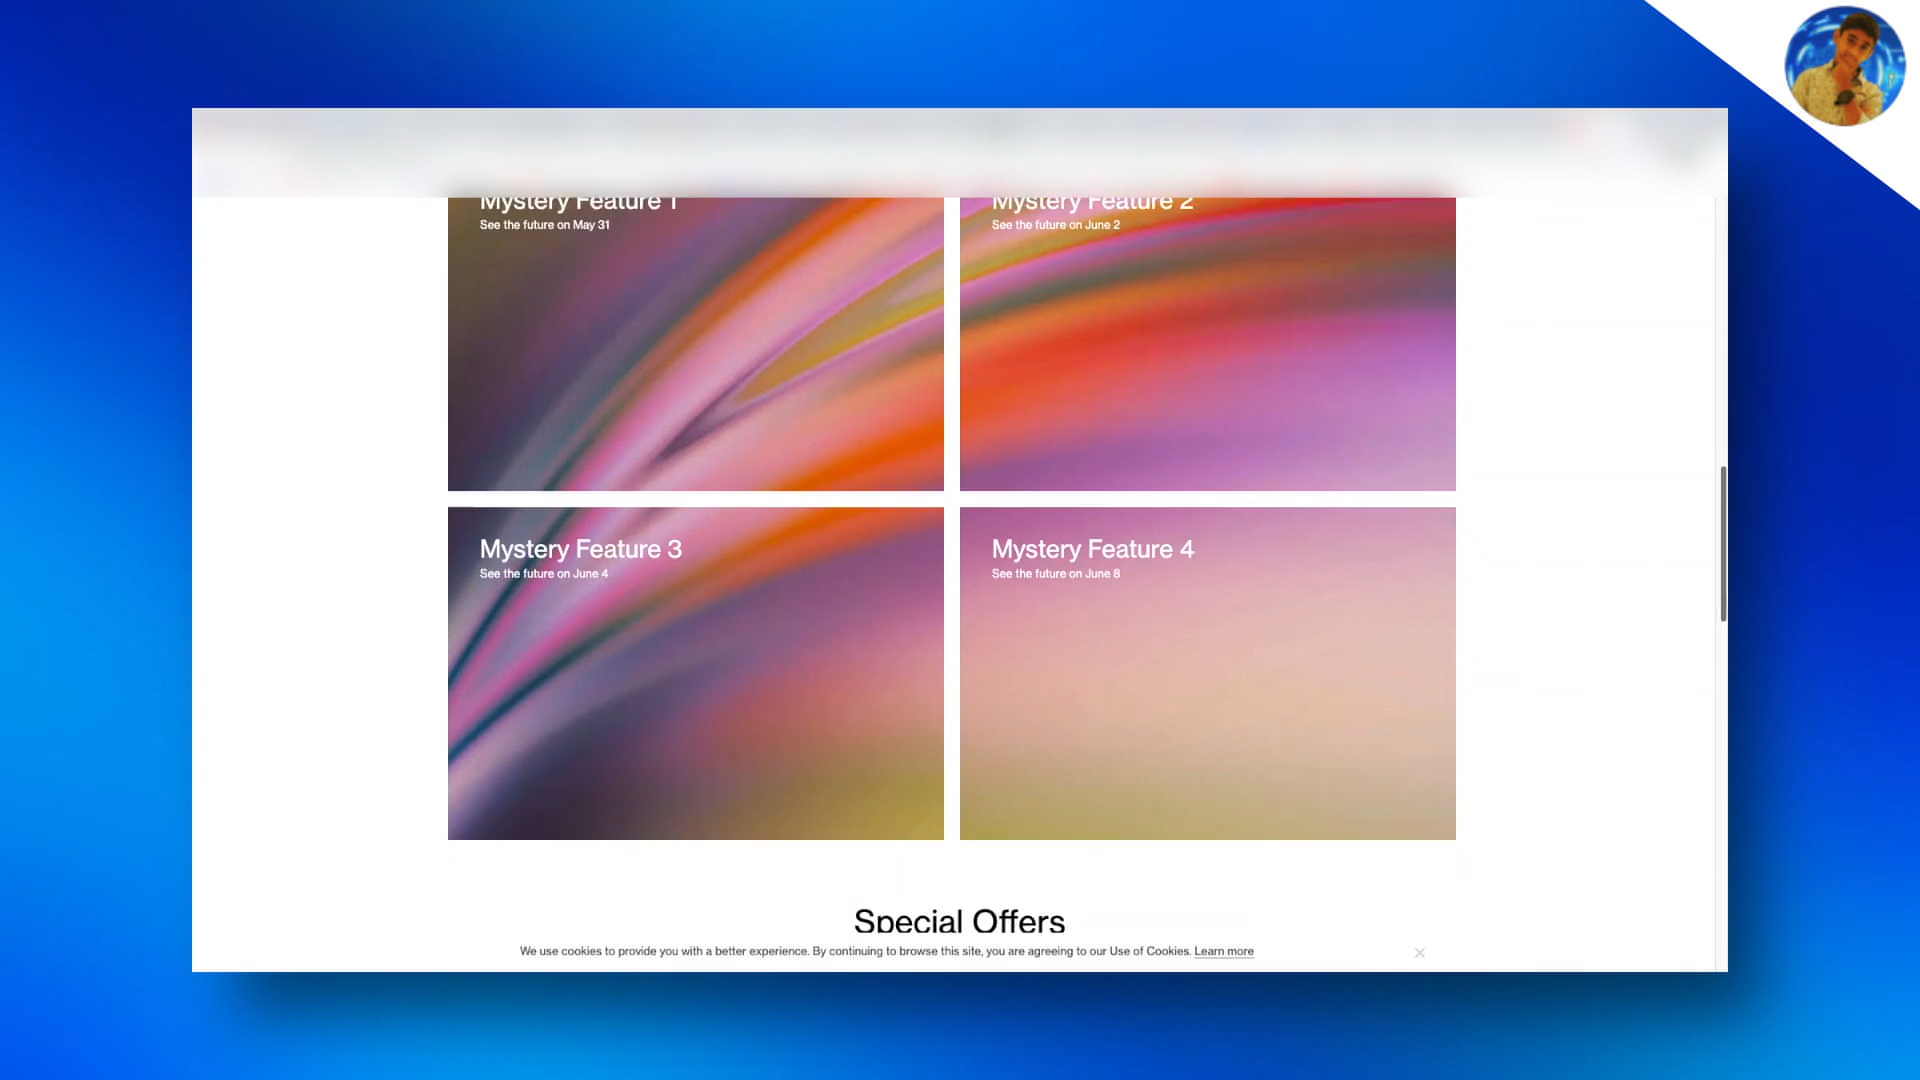 Mystery Feature 1
See the future on May 31
Mystery Feature 2
See the future on June 2
Mystery Feature 3
See the future on June 4
Mystery Feature 4
See the future on June 8
Special Offers
We use cookies to provide you with a better experience. By continuing to browse this site, you are agreeing to our Use of Cookies. Learn more